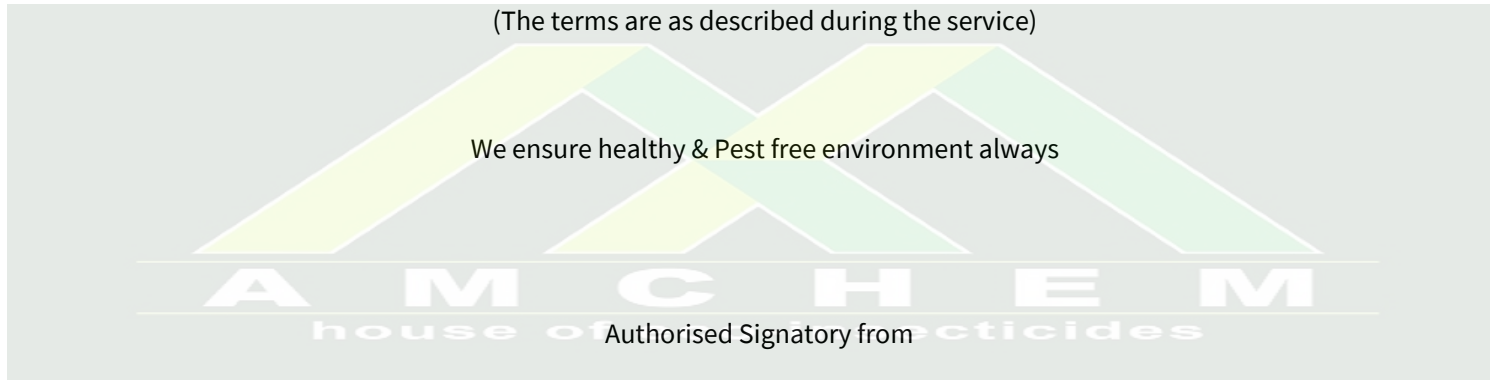 (The terms are as described during the service)
We ensure healthy & Pest free environment always
AMCHEM
house of
Authorised Signatory from